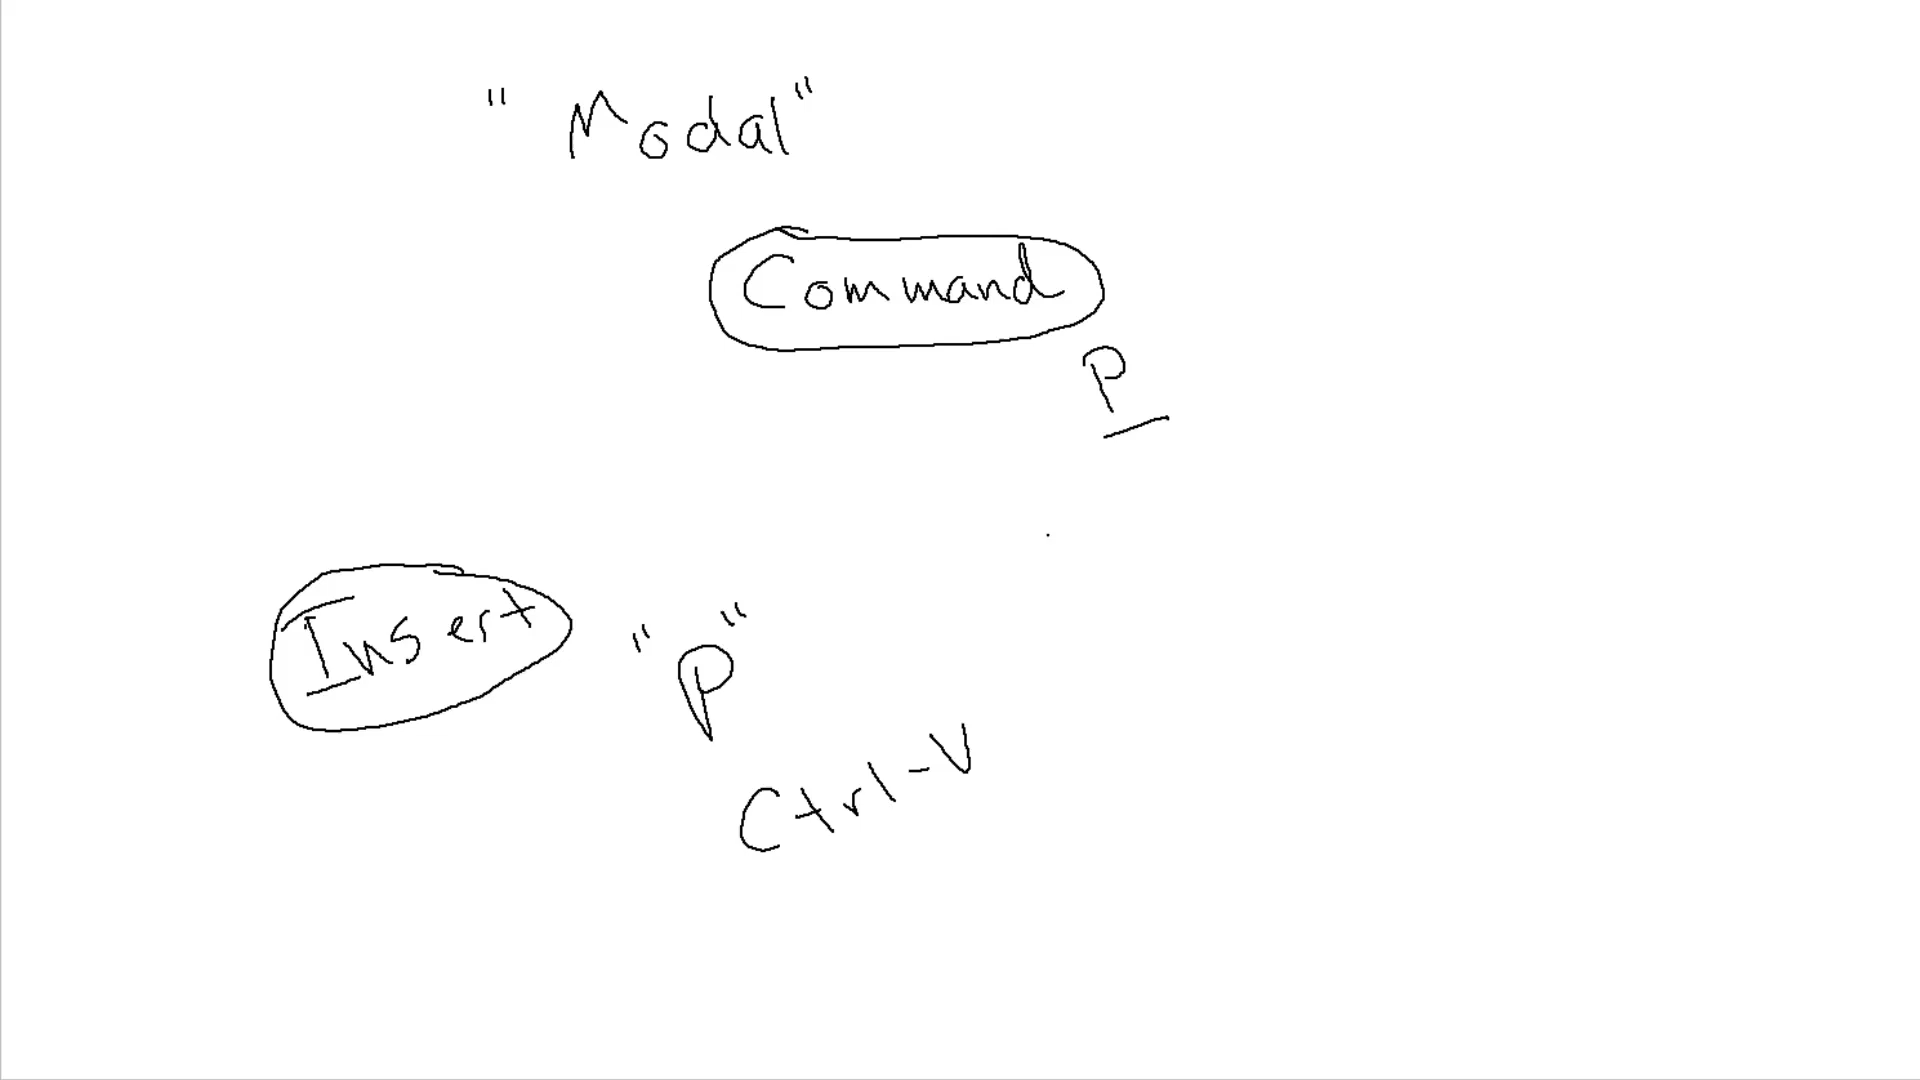 "Modal"
Command
P
Insert
"P"
Ctrl-V